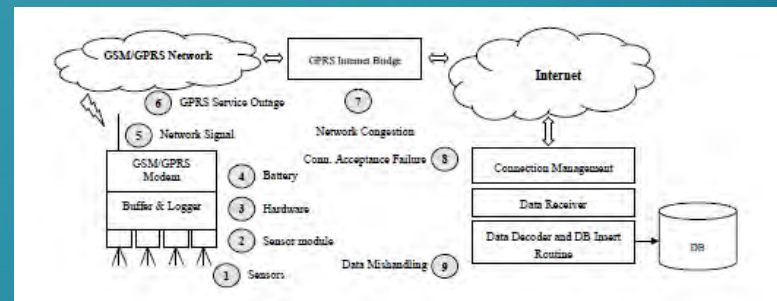 GSM/GPRS Network
GPRS Internet Bridge
Internet
6 GPRS Service Outage
7
Network Congestion
5 Network Signal
GSM/GPRS
Modem
Conn. Acceptance Failure 8
Connection Management
4 Battery
Buffer & Logger
3 Hardware
Data Receiver
2 Sensor module
Data Decoder and DB Insert
Routine
DB
1 Sensors
Data Mishandling 9